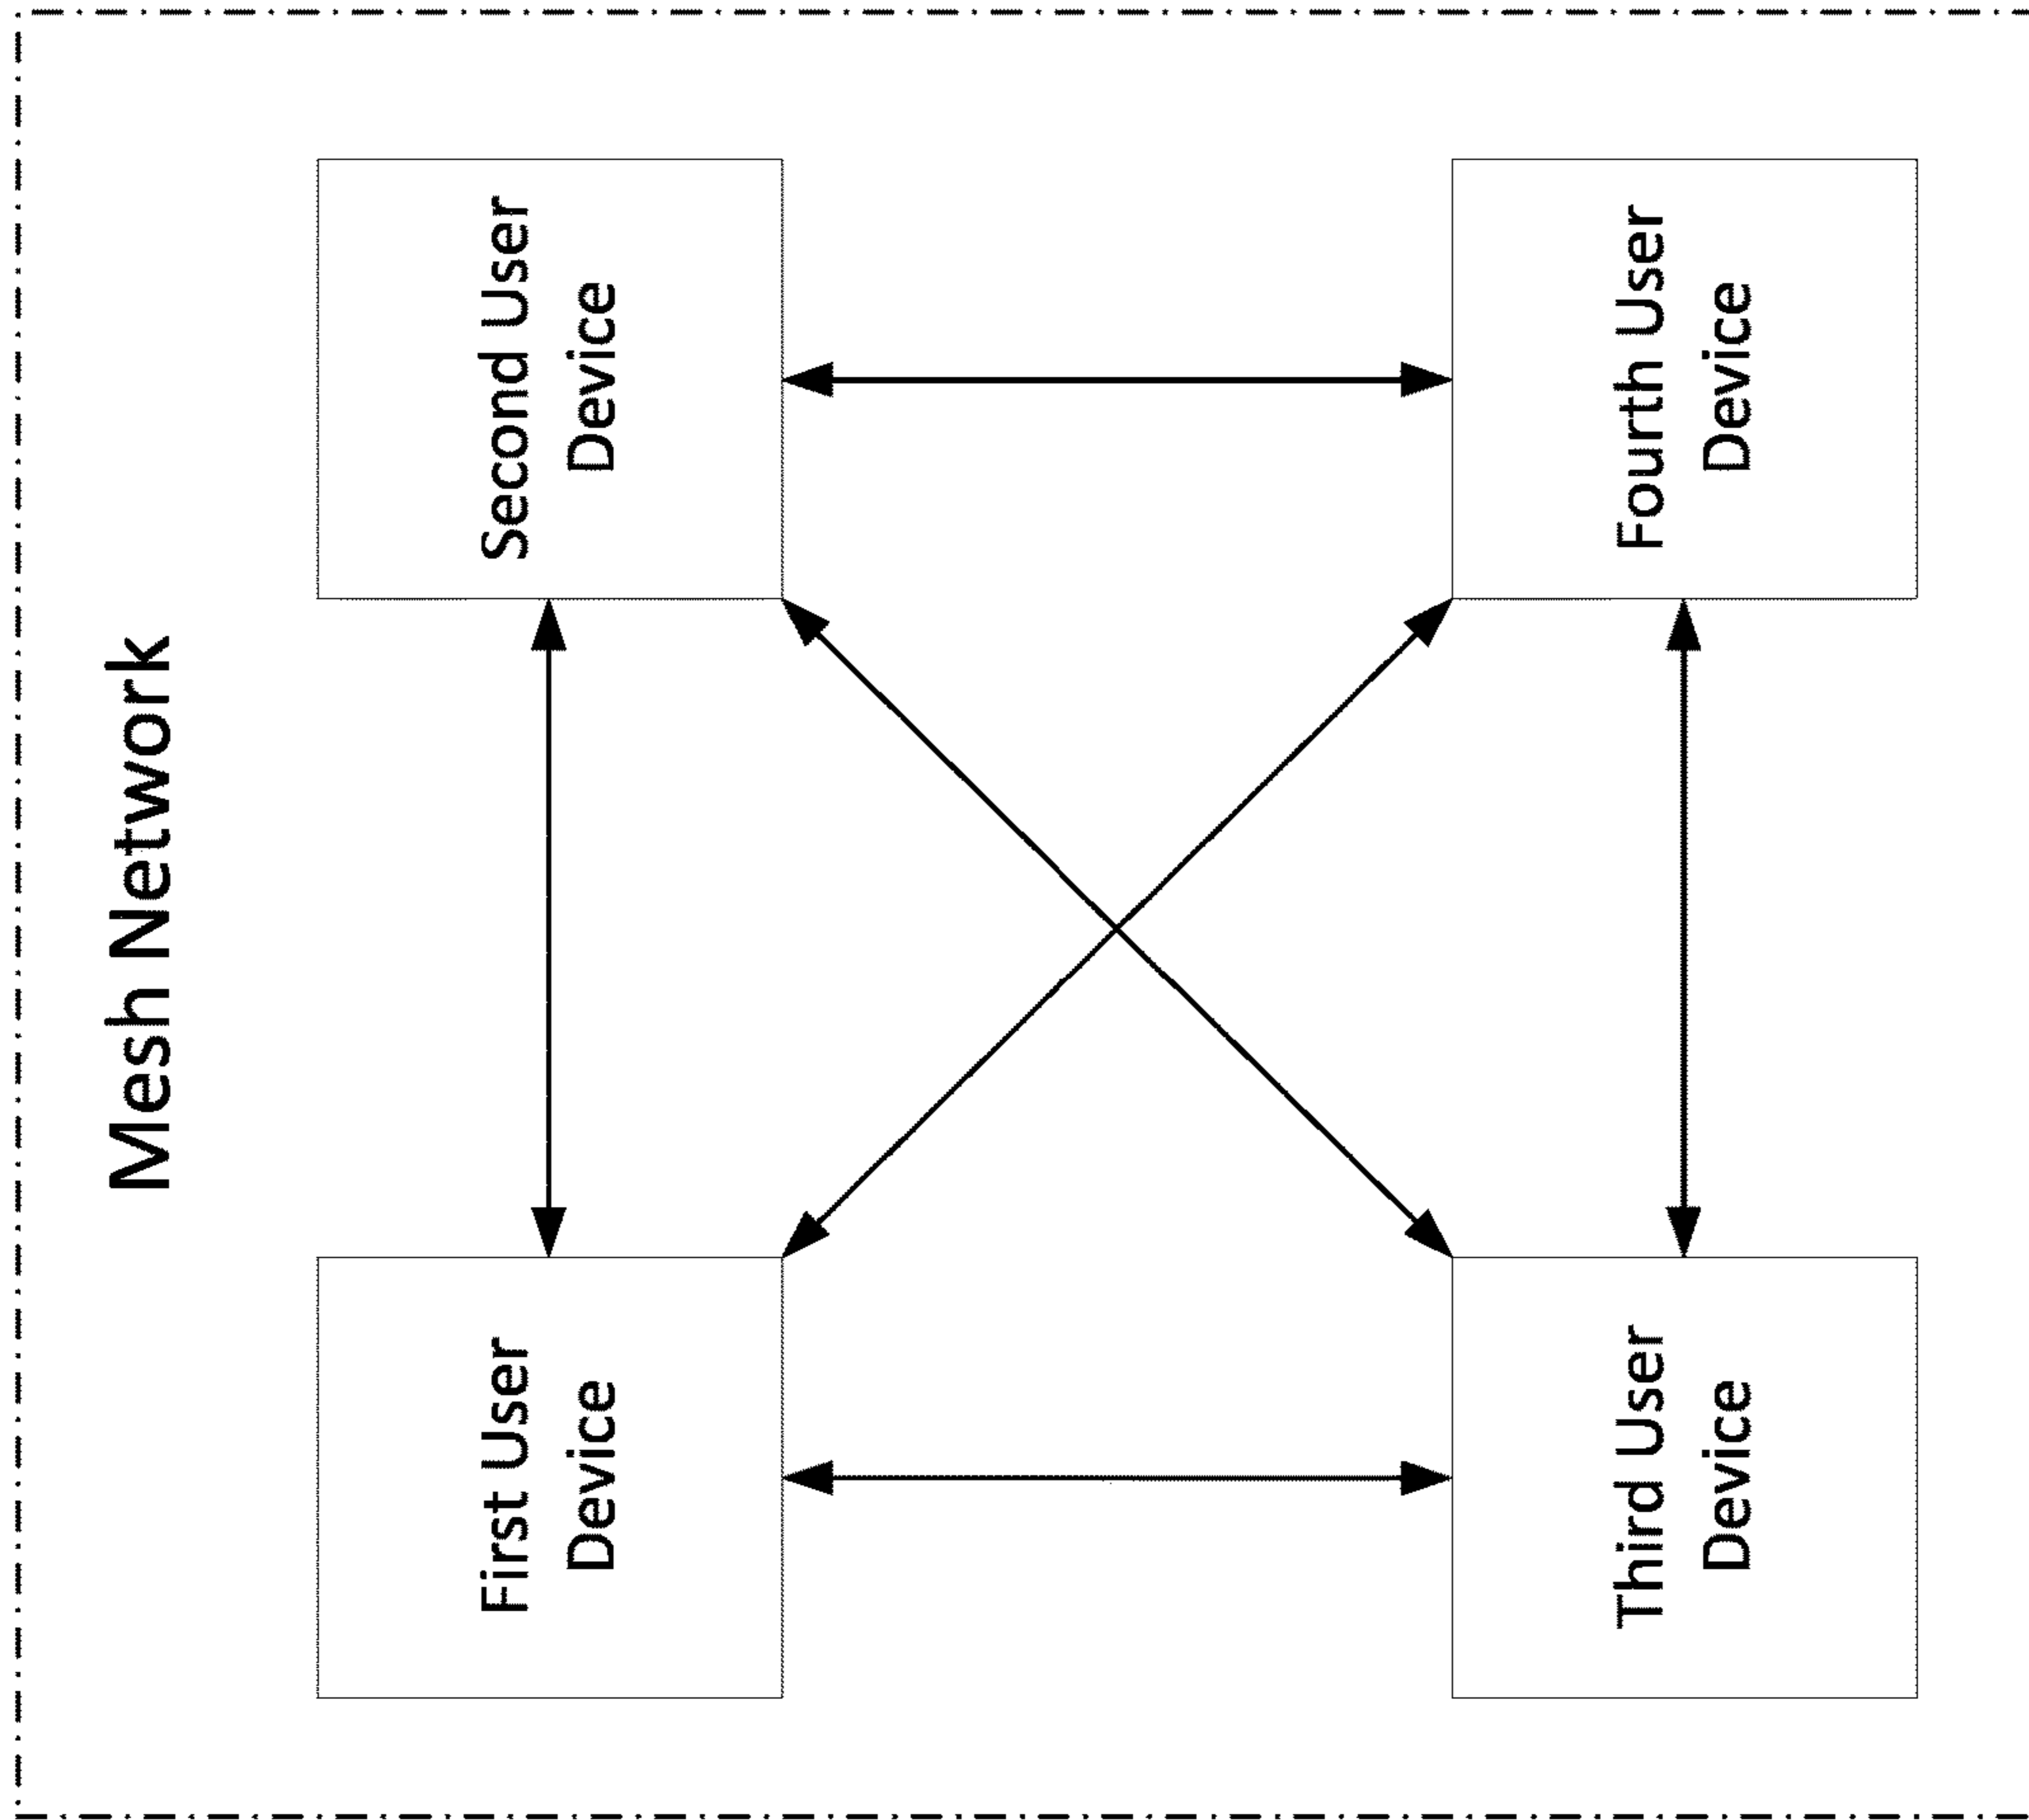 Mesh Network
First User
Device
Second User
Device
Third User
Device
Fourth User
Device